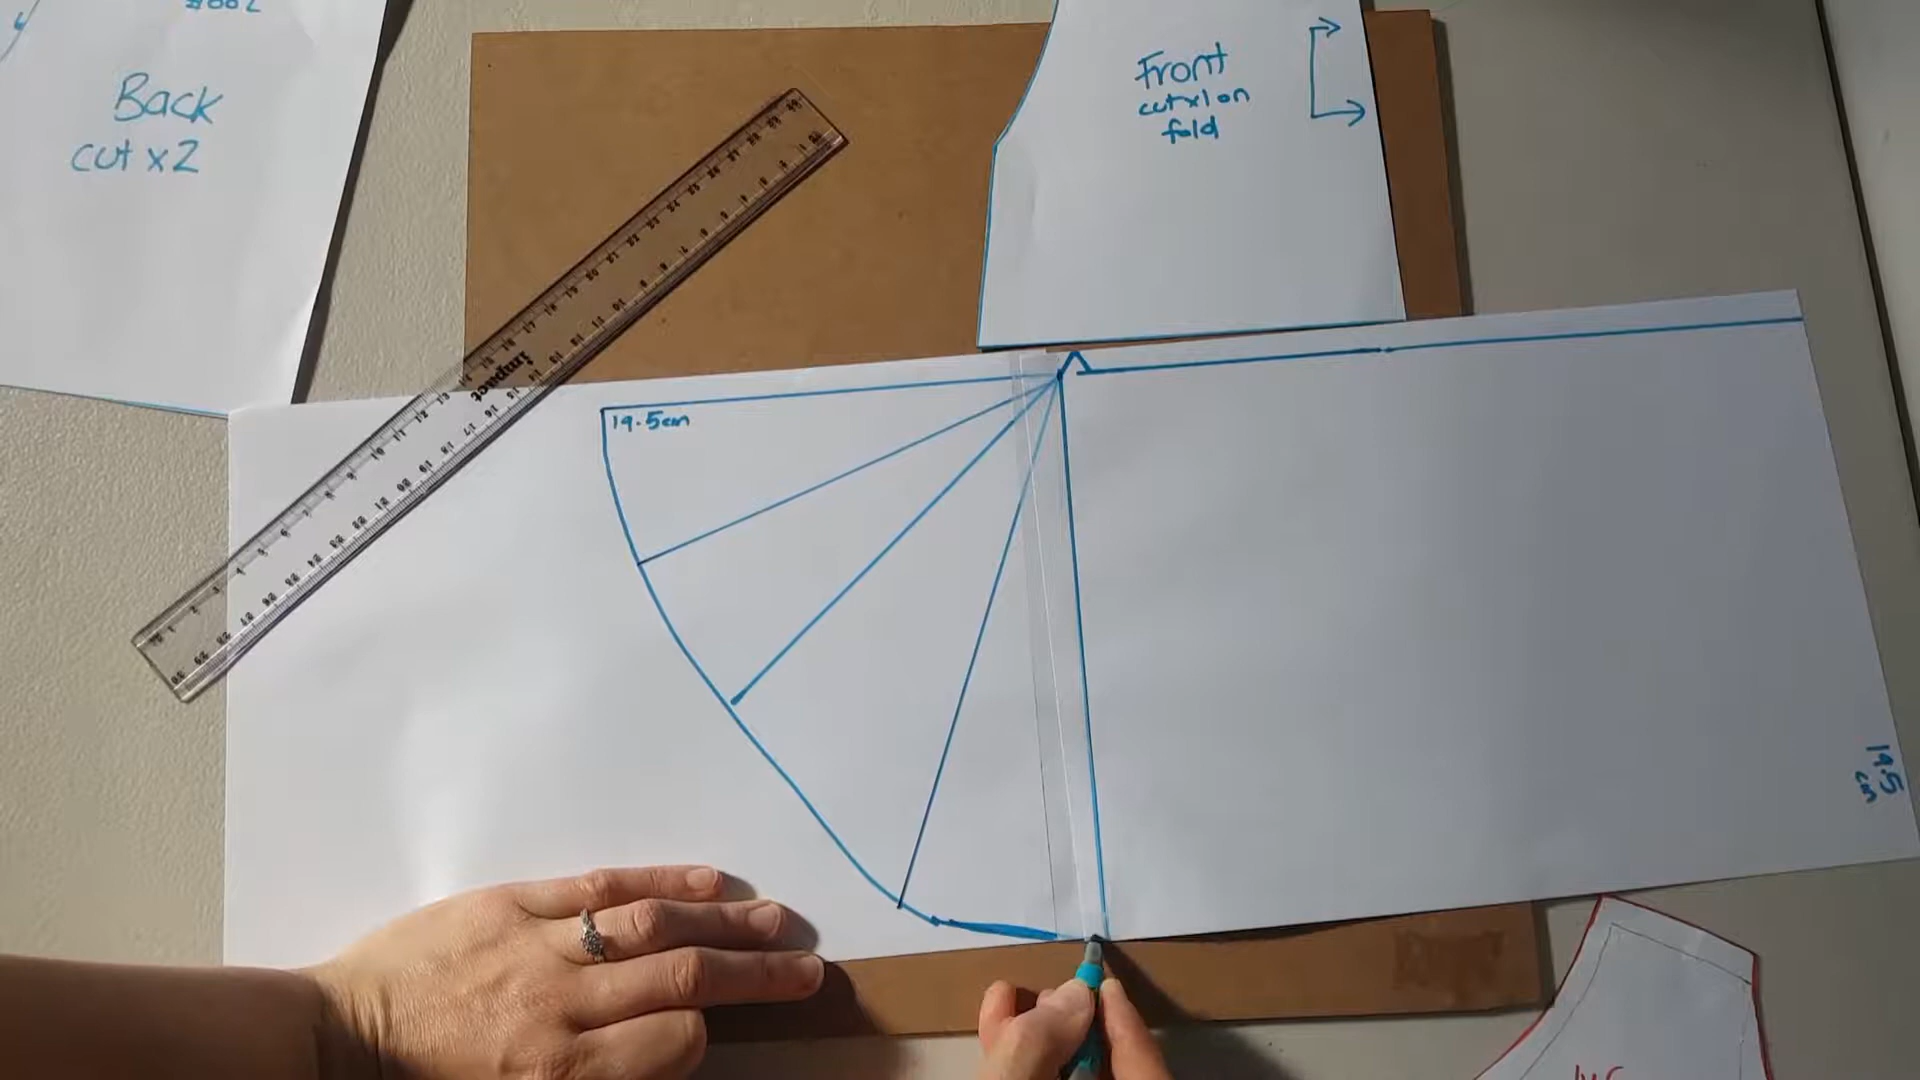 Back
cut x2
Front
cut x1 on
fold
19.5cm
impact
19.5
cm